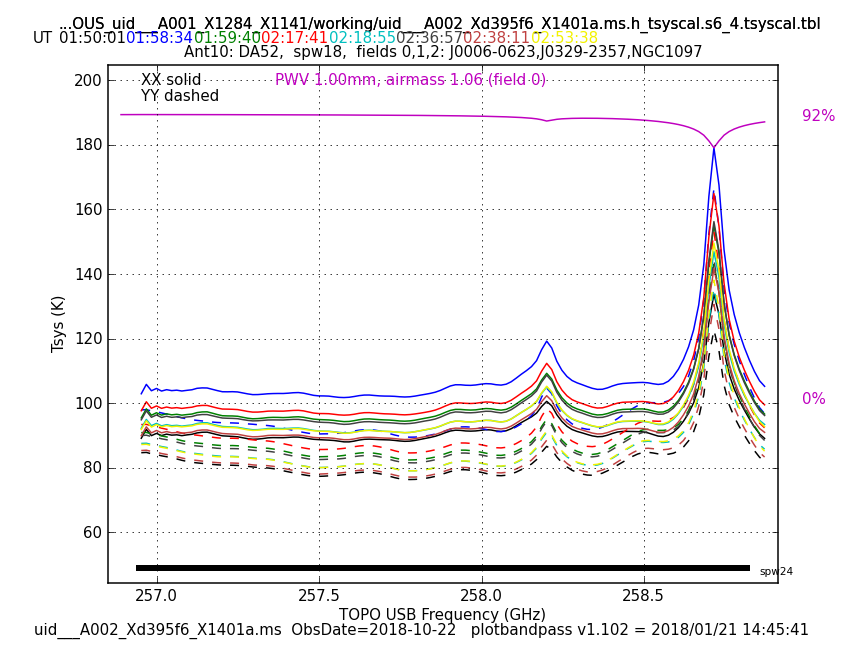 ...OUS_uid___A001_X1284_X1141/working/uid___A002_Xd395f6_X1401a.ms.h_tsyscal.s6_4.tsyscal.tbl
UT 01:50:01 01:58:34 01:59:40 02:17:41 02:18:55 02:36:57 02:38:11 02:53:38
Ant10: DA52, spw18, fields 0,1,2: J0006-0623,J0329-2357,NGC1097
XX solid
YY dashed
PWV 1.00mm, airmass 1.06 (field 0)
200
180
160
140
120
100
80
60
Tsys (K)
92%
0%
spw24
257.0 257.5 258.0 258.5
TOPO USB Frequency (GHz)
uid___A002_Xd395f6_X1401a.ms ObsDate=2018-10-22 plotbandpass v1.102 = 2018/01/21 14:45:41